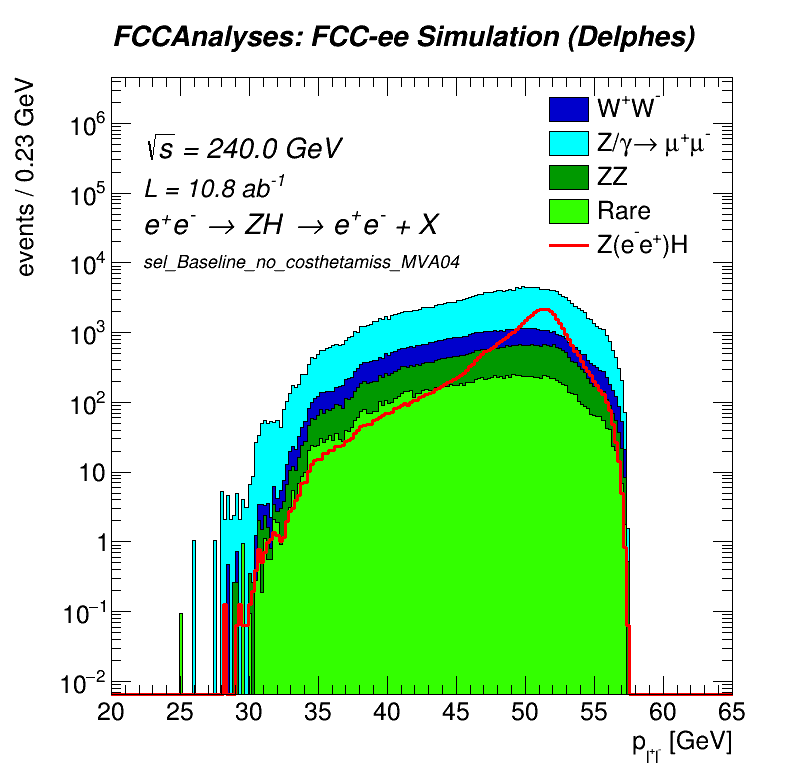 FCCAnalyses: FCC-ee Simulation (Delphes)
events / 0.23 GeV
10⁶
10⁵
10⁴
10³
10²
10
1
10⁻¹
10⁻²
√s = 240.0 GeV
L = 10.8 ab⁻¹
e⁺e⁻ → ZH → e⁺e⁻ + X
sel_Baseline_no_costhetamiss_MVA04
W⁺W⁻
Z/γ→ μ⁺μ⁻
ZZ
Rare
Z(e⁻e⁺)H
20 25 30 35 40 45 50 55 60 65
p_l⁺l⁻ [GeV]